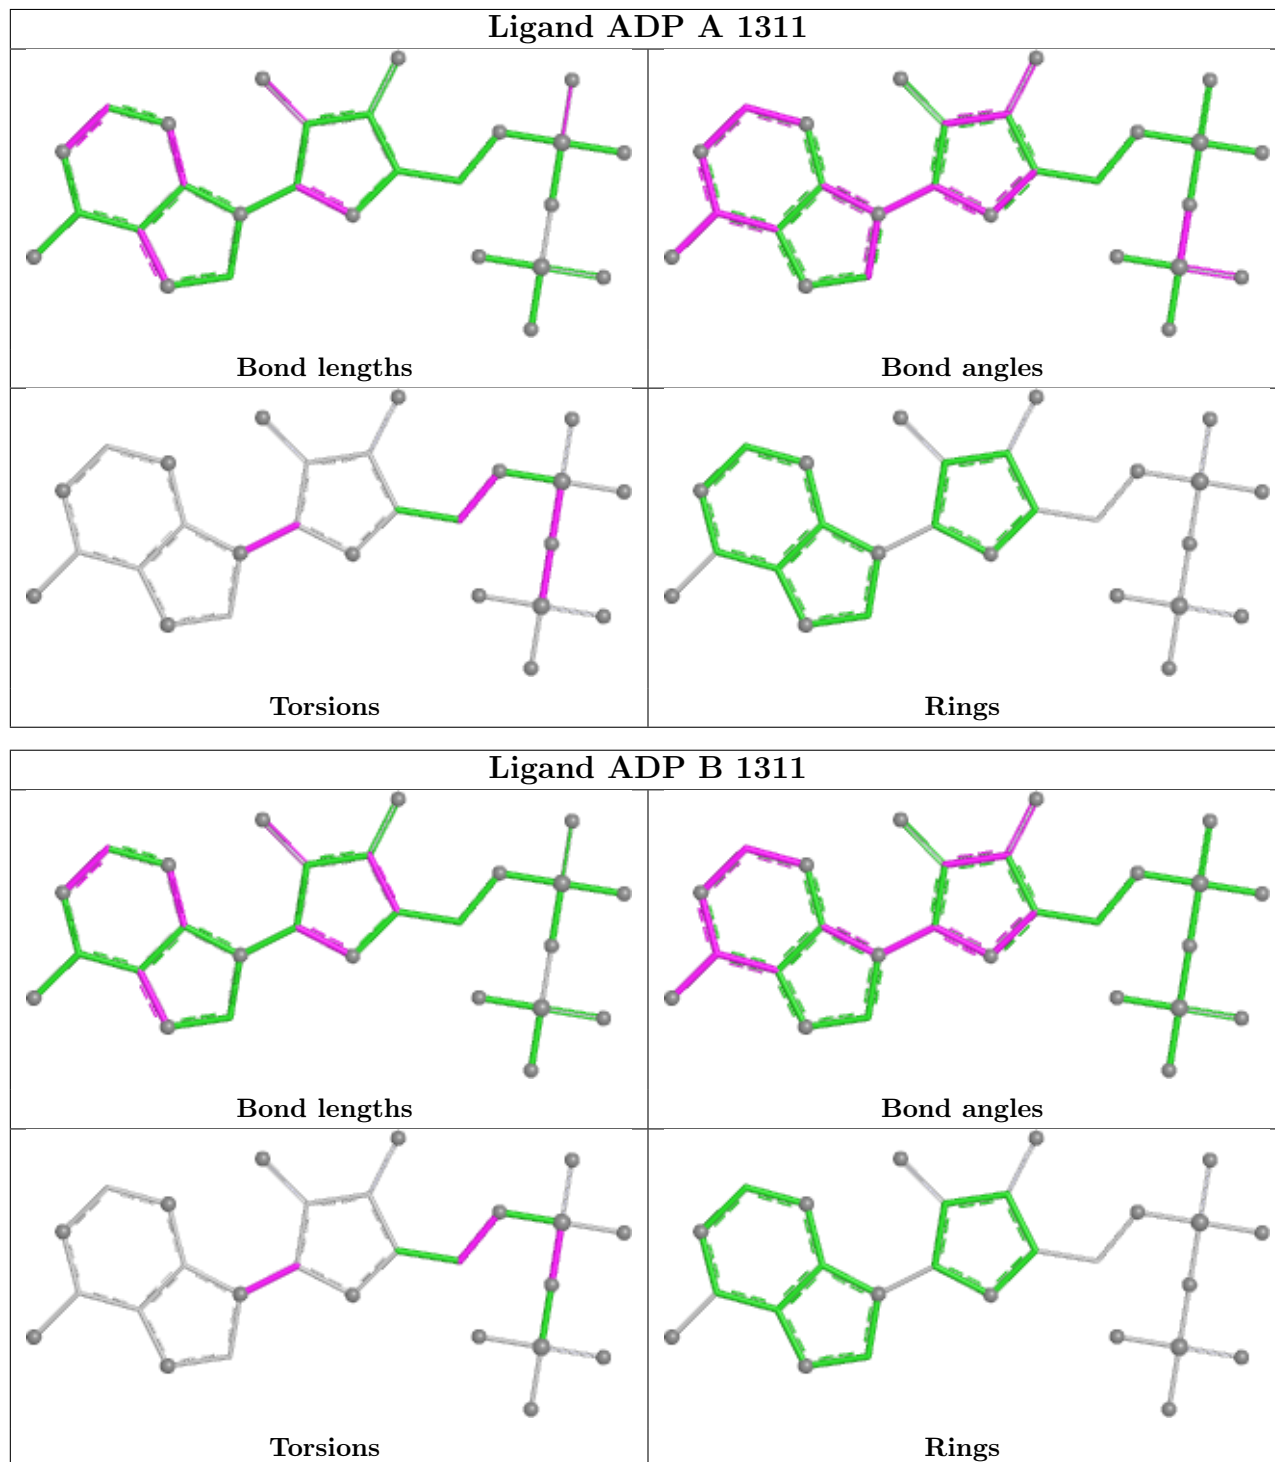 Ligand ADP A 1311
Bond lengths
Bond angles
Torsions
Rings
Ligand ADP B 1311
Bond lengths
Bond angles
Torsions
Rings